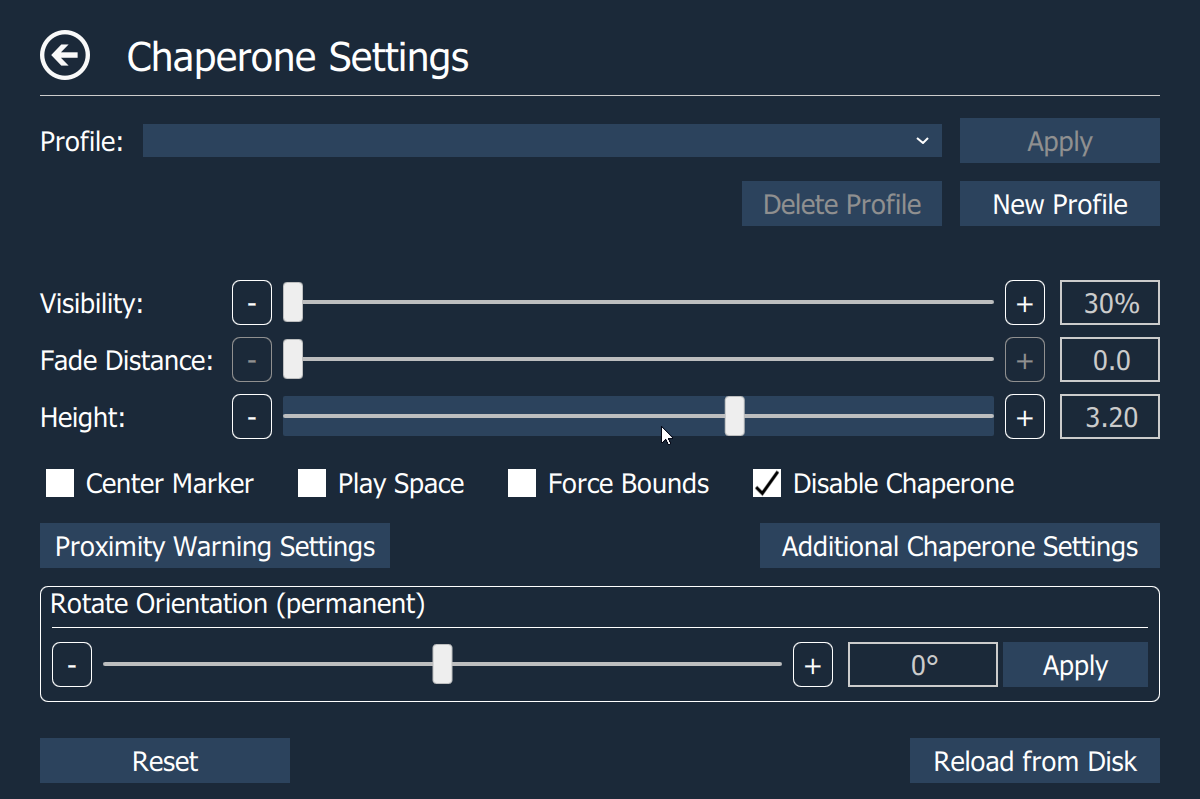 Chaperone Settings
Profile: Apply
Delete Profile New Profile
Visibility: - + 30%
Fade Distance: - + 0.0
Height: - + 3.20
Center Marker Play Space Force Bounds Disable Chaperone
Proximity Warning Settings Additional Chaperone Settings
Rotate Orientation (permanent)
- + 0° Apply
Reset Reload from Disk